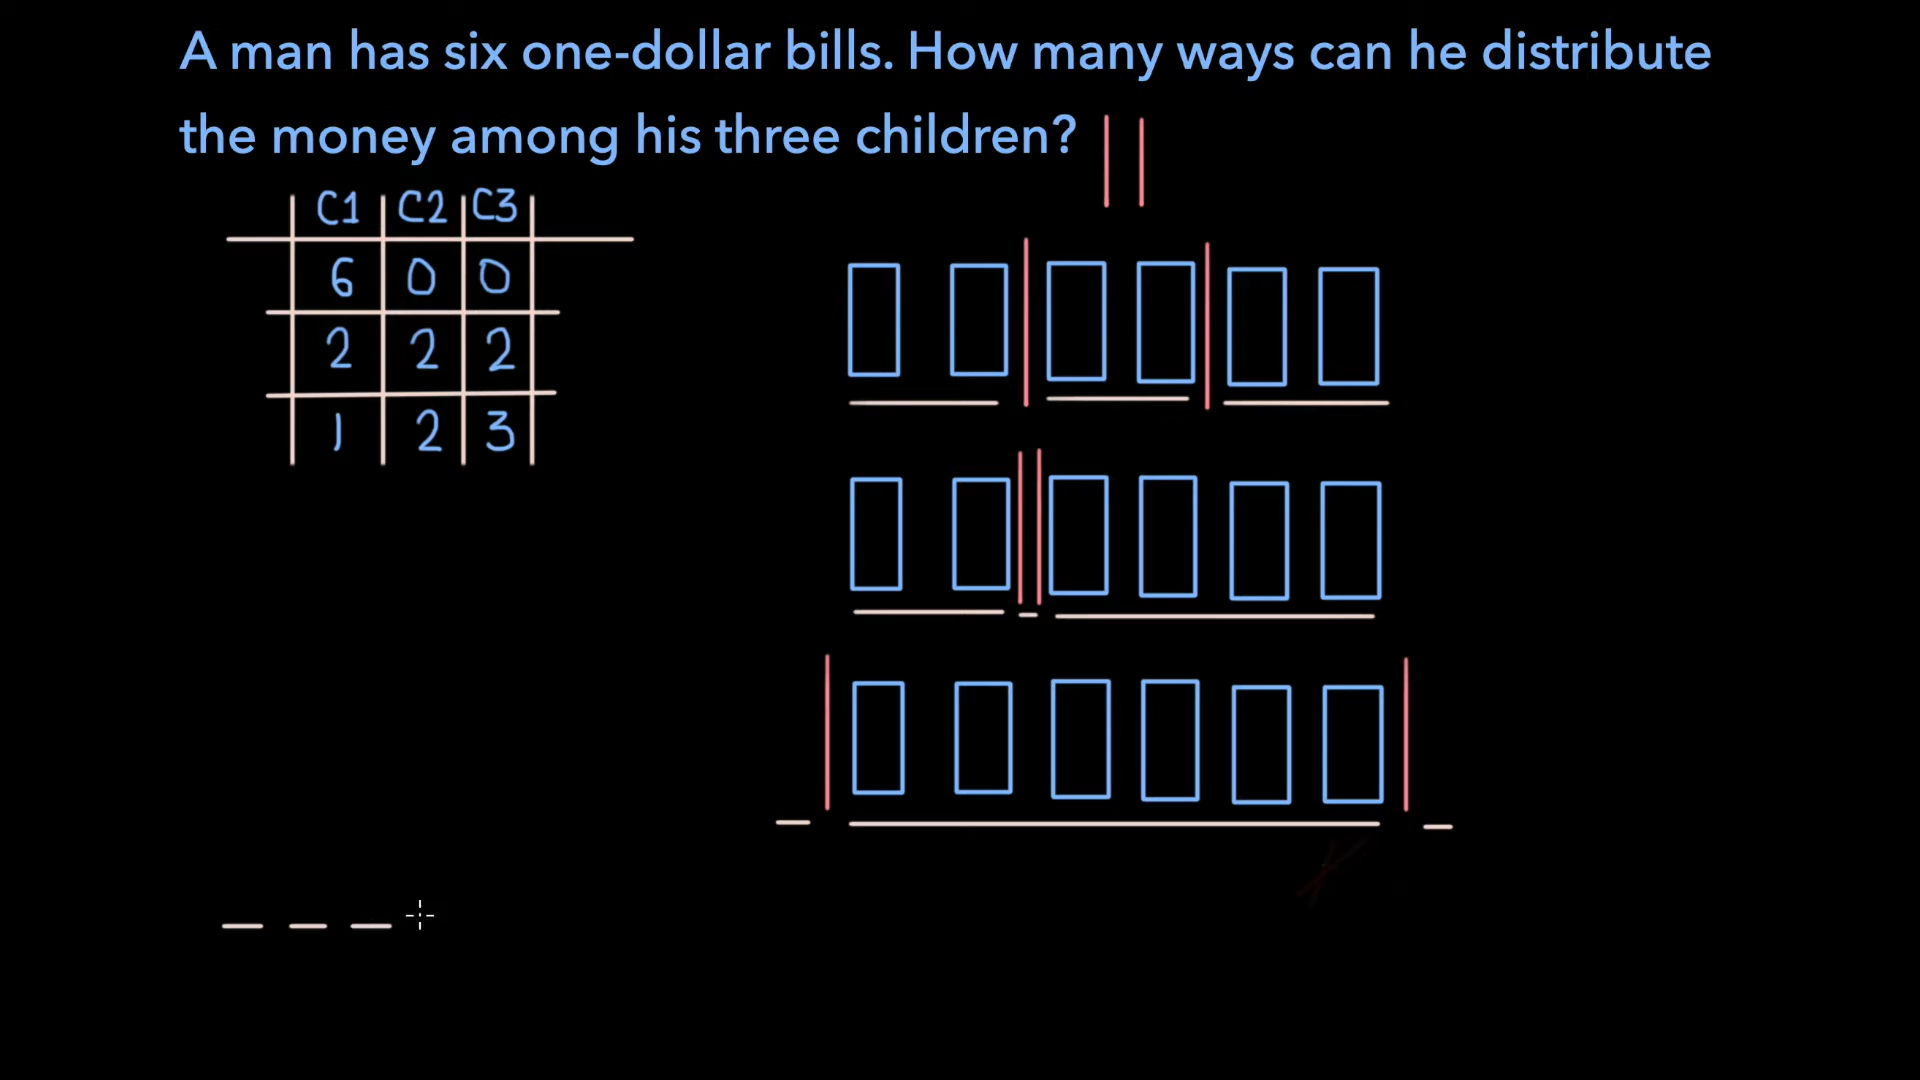 A man has six one-dollar bills. How many ways can he distribute
the money among his three children?
C1 C2 C3
6 0 0
2 2 2
1 2 3